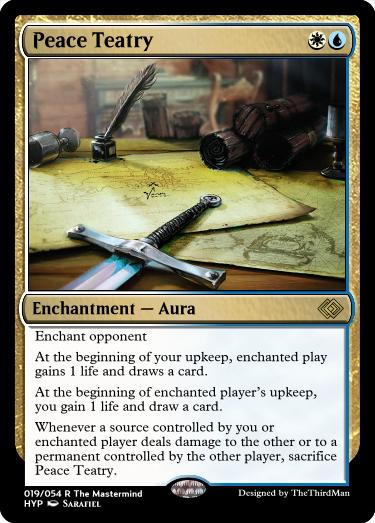 Peace Teatry
Enchantment — Aura
Enchant opponent
At the beginning of your upkeep, enchanted play
gains 1 life and draws a card.
At the beginning of enchanted player's upkeep,
you gain 1 life and draw a card.
Whenever a source controlled by you or
enchanted player deals damage to the other or to a
permanent controlled by the other player, sacrifice
Peace Teatry.
019/054 R The Mastermind
HYP Sarafiel
Designed by TheThirdMan